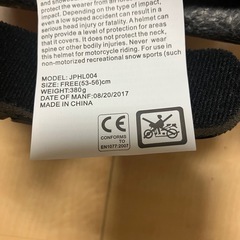 protect the wearer from all
impact. Depending on the type of impact,
even a low speed accident can result in a
serious head injury or fatality. A helmet can
only provide a level of protection for areas
that it covers. It does not protect the neck,
spine or other bodily injuries. Never use
this helmet for motorcycle riding. For use in
non-motorized recreational snow sports (such
MODEL: JPHL004
SIZE: FREE(53-56)cm
WEIGHT:380g
DATE OF MANF:08/20/2017
MADE IN CHINA
CE
CONFORMS TO
EN1077:2007